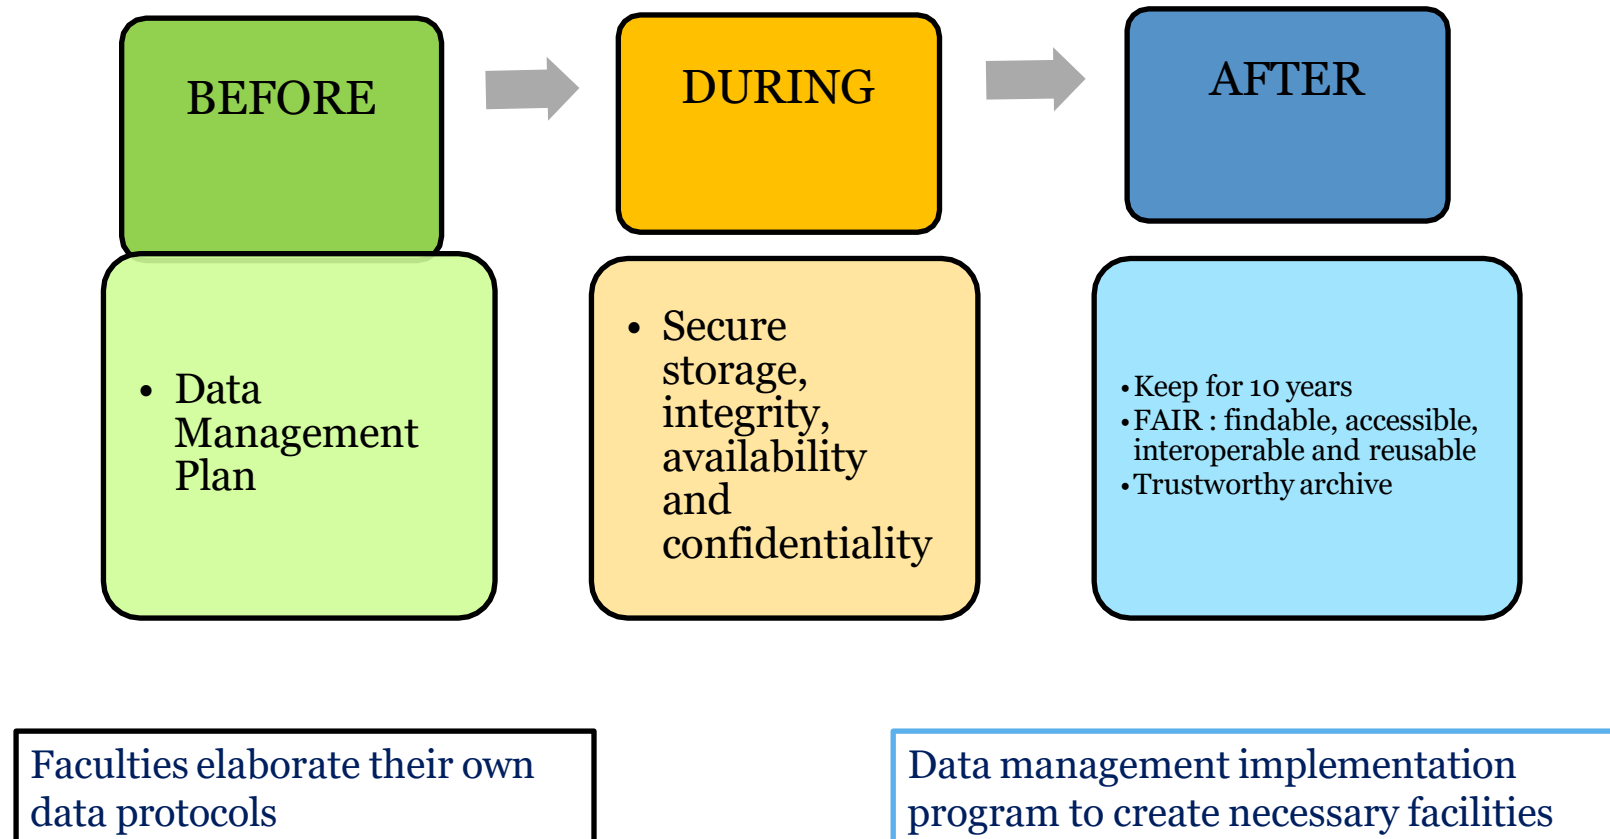 BEFORE
DURING
AFTER
• Data
Management
Plan
• Secure
storage,
integrity,
availability
and
confidentiality
• Keep for 10 years
• FAIR : findable, accessible,
interoperable and reusable
• Trustworthy archive
Faculties elaborate their own
data protocols
Data management implementation
program to create necessary facilities